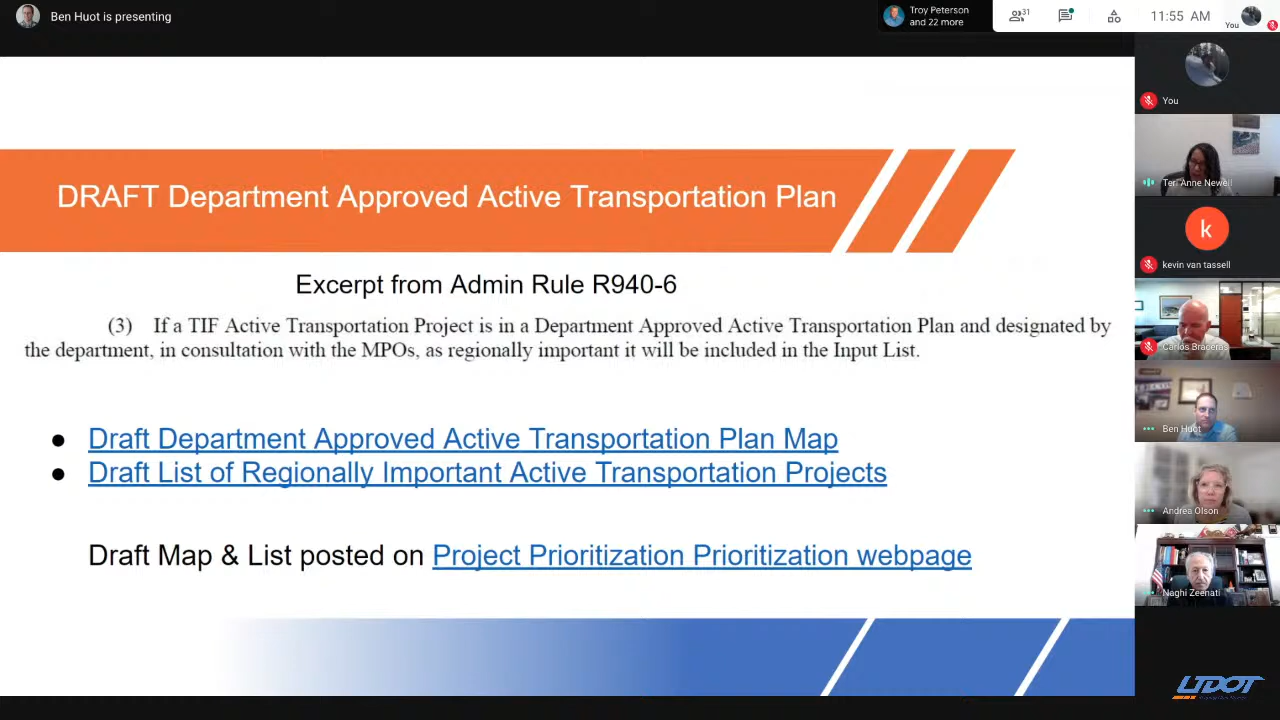 Ben Huot is presenting
Troy Peterson
and 22 more
31
11:55 AM
You
DRAFT Department Approved Active Transportation Plan
Excerpt from Admin Rule R940-6
(3) If a TIF Active Transportation Project is in a Department Approved Active Transportation Plan and designated by
the department, in consultation with the MPOs, as regionally important it will be included in the Input List.
● Draft Department Approved Active Transportation Plan Map
● Draft List of Regionally Important Active Transportation Projects
Draft Map & List posted on Project Prioritization Prioritization webpage
You
Teri Anne Newell
k
kevin van tassell
Carlos Braceras
Ben Huot
Andrea Olson
Naghi Zeenati
UDOT